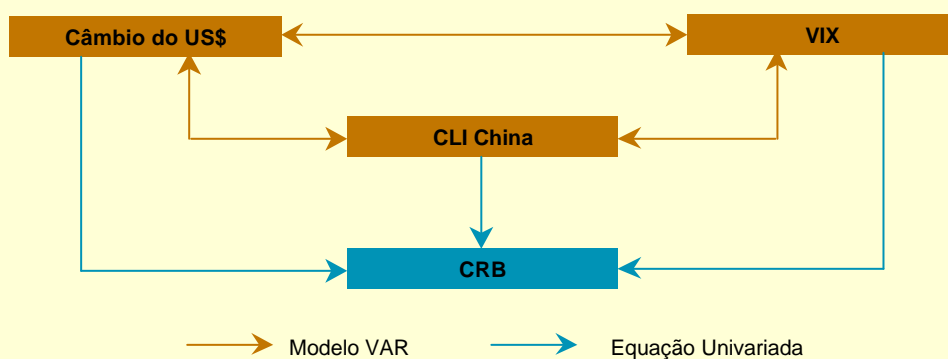 Câmbio do US$
VIX
CLI China
CRB
Modelo VAR
Equação Univariada